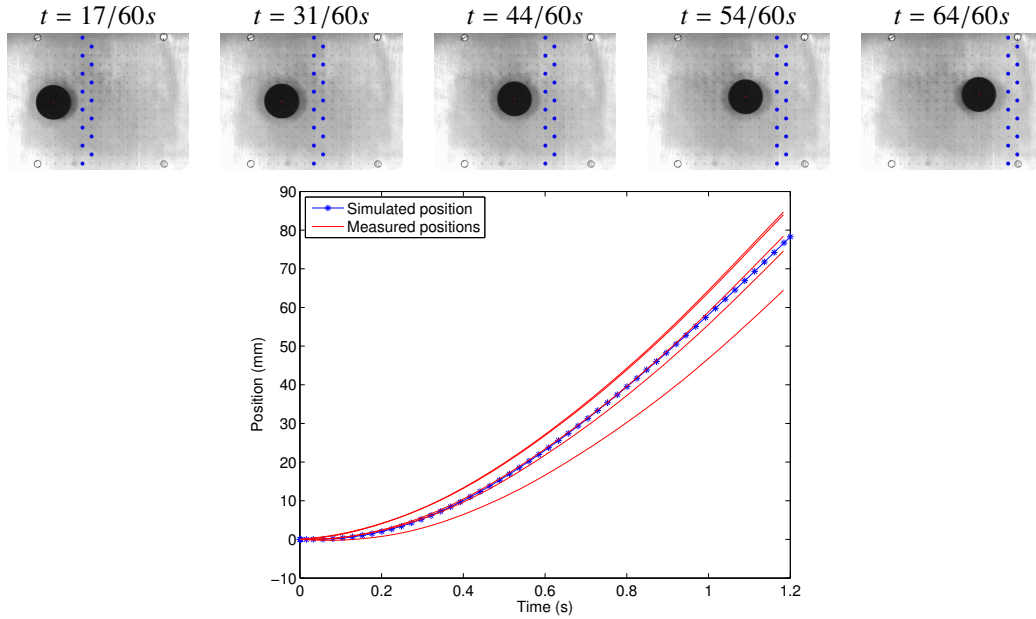 t = 17/60s t = 31/60s t = 44/60s t = 54/60s t = 64/60s
90
80
70
60
50
40
30
20
10
0
−10
Position (mm)
Simulated position
Measured positions
0 0.2 0.4 0.6 0.8 1 1.2
Time (s)